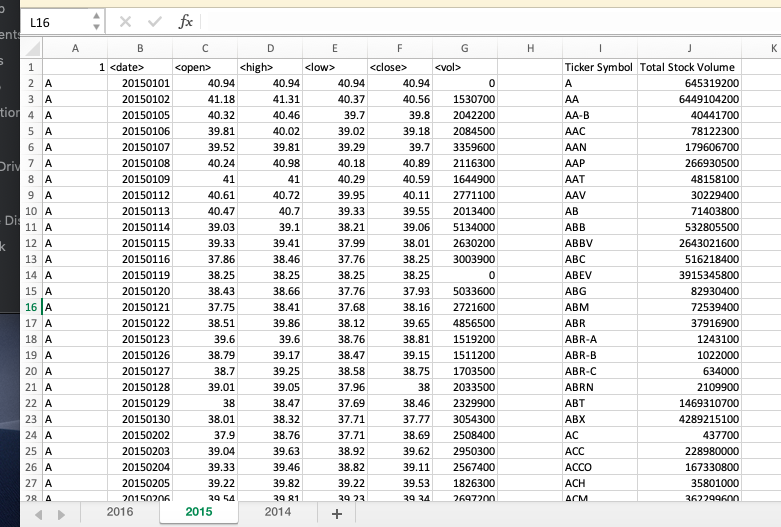 L16 fx
A B C D E F G H I J K
1 1 <date> <open> <high> <low> <close> <vol> Ticker Symbol Total Stock Volume
2 A 20150101 40.94 40.94 40.94 40.94 0 A 645319200
3 A 20150102 41.18 41.31 40.37 40.56 1530700 AA 6449104200
4 A 20150105 40.32 40.46 39.7 39.8 2042200 AA-B 40441700
5 A 20150106 39.81 40.02 39.02 39.18 2084500 AAC 78122300
6 A 20150107 39.52 39.81 39.29 39.7 3359600 AAN 179606700
7 A 20150108 40.24 40.98 40.18 40.89 2116300 AAP 266930500
8 A 20150109 41 41 40.29 40.59 1644900 AAT 48158100
9 A 20150112 40.61 40.72 39.95 40.11 2771100 AAV 30229400
10 A 20150113 40.47 40.7 39.33 39.55 2013400 AB 71403800
11 A 20150114 39.03 39.1 38.21 39.06 5134000 ABB 532805500
12 A 20150115 39.33 39.41 37.99 38.01 2630200 ABBV 2643021600
13 A 20150116 37.86 38.46 37.76 38.25 3003900 ABC 516218400
14 A 20150119 38.25 38.25 38.25 38.25 0 ABEV 3915345800
15 A 20150120 38.43 38.66 37.76 37.93 5033600 ABG 82930400
16 A 20150121 37.75 38.41 37.68 38.16 2721600 ABM 72539400
17 A 20150122 38.51 39.86 38.12 39.65 4856500 ABR 37916900
18 A 20150123 39.6 39.6 38.76 38.81 1519200 ABR-A 1243100
19 A 20150126 38.79 39.17 38.47 39.15 1511200 ABR-B 1022000
20 A 20150127 38.7 39.25 38.58 38.75 1703500 ABR-C 634000
21 A 20150128 39.01 39.05 37.96 38 2033500 ABRN 2109900
22 A 20150129 38 38.47 37.69 38.46 2329900 ABT 1469310700
23 A 20150130 38.01 38.32 37.71 37.77 3054300 ABX 4289215100
24 A 20150202 37.9 38.76 37.71 38.69 2508400 AC 437700
25 A 20150203 39.04 39.63 38.92 39.62 2950300 ACC 228980000
26 A 20150204 39.33 39.46 38.82 39.11 2567400 ACCO 167330800
27 A 20150205 39.22 39.82 39.22 39.53 1826300 ACH 35801000
28 A 20150206 39.54 39.81 39.23 39.34 2697200 ACM 362299600
2016 2015 2014 +